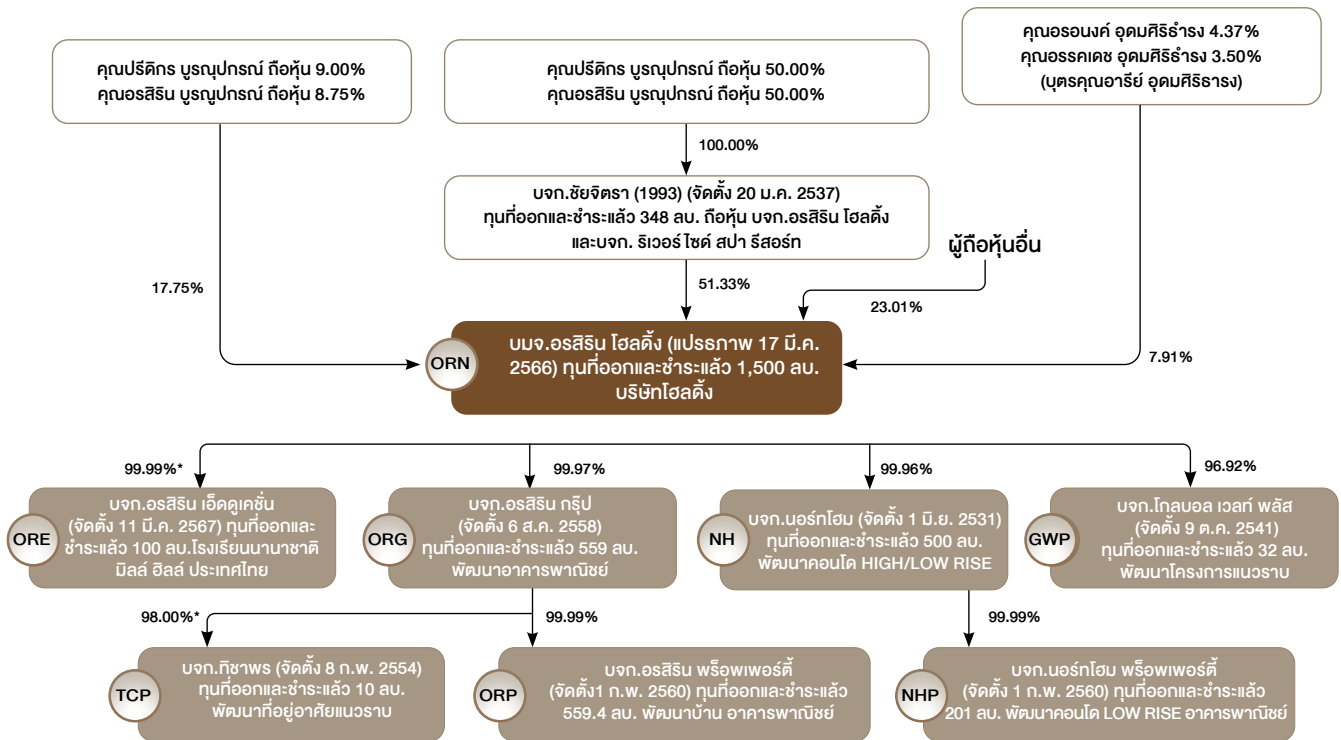 คุณปรีดิกร บูรณุปกรณ์ ถือหุ้น 9.00%
คุณอรสิริน บูรณูปกรณ์ ถือหุ้น 8.75%
คุณปรีดิกร บูรณุปกรณ์ ถือหุ้น 50.00%
คุณอรสิริน บูรณุปกรณ์ ถือหุ้น 50.00%
คุณอรอนงค์ อุดมศิริธำรง 4.37%
คุณอรรคเดช อุดมศิริธำรง 3.50%
(บุตรคุณอารีย์ อุดมศิริธารง)
100.00%
บจก.ชัยจิตรา (1993) (จัดตั้ง 20 ม.ค. 2537)
ทุนที่ออกและชำระแล้ว 348 ลบ. ถือหุ้น บจก.อรสิริน โฮลดิ้ง
และบจก. ริเวอร์ ไซด์ สปา รีสอร์ท
ผู้ถือหุ้นอื่น
17.75%
51.33%
23.01%
7.91%
ORN
บมจ.อรสิริน โฮลดิ้ง (แปรรภาพ 17 มี.ค.
2566) ทุนที่ออกและชำระแล้ว 1,500 ลบ.
บริษัทโฮลดิ้ง
99.99%*
99.97%
99.96%
96.92%
ORE
บจก.อรสิริน เอ็ดดูเคชั่น
(จัดตั้ง 11 มี.ค. 2567) ทุนที่ออกและ
ชำระแล้ว 100 ลบ.โรงเรียนนานาชาติ
มิลล์ ฮิลล์ ประเทศไทย
ORG
บจก.อรสิริน กรุ๊ป
(จัดตั้ง 6 ส.ค. 2558)
ทุนที่ออกและชำระแล้ว 559 ลบ.
พัฒนาอาคารพาณิชย์
NH
บจก.นอร์ทโฮม (จัดตั้ง 1 มิ.ย. 2531)
ทุนที่ออกและชำระแล้ว 500 ลบ.
พัฒนาคอนโด HIGH/LOW RISE
GWP
บจก.โกลบอล เวลท์ พลัส
(จัดตั้ง 9 ต.ค. 2541)
ทุนที่ออกและชำระแล้ว 32 ลบ.
พัฒนาโครงการแนวราบ
98.00%*
99.99%
99.99%
TCP
บจก.ทิชาพร (จัดตั้ง 8 ก.พ. 2554)
ทุนที่ออกและชำระแล้ว 10 ลบ.
พัฒนาที่อยู่อาศัยแนวราบ
ORP
บจก.อรสิริน พร็อพเพอร์ตี้
(จัดตั้ง1 ก.พ. 2560) ทุนที่ออกและชำระแล้ว
559.4 ลบ. พัฒนาบ้าน อาคารพาณิชย์
NHP
บจก.นอร์ทโฮม พร็อพเพอร์ตี้
(จัดตั้ง 1 ก.พ. 2560) ทุนที่ออกและชำระแล้ว
201 ลบ. พัฒนาคอนโด LOW RISE อาคารพาณิชย์